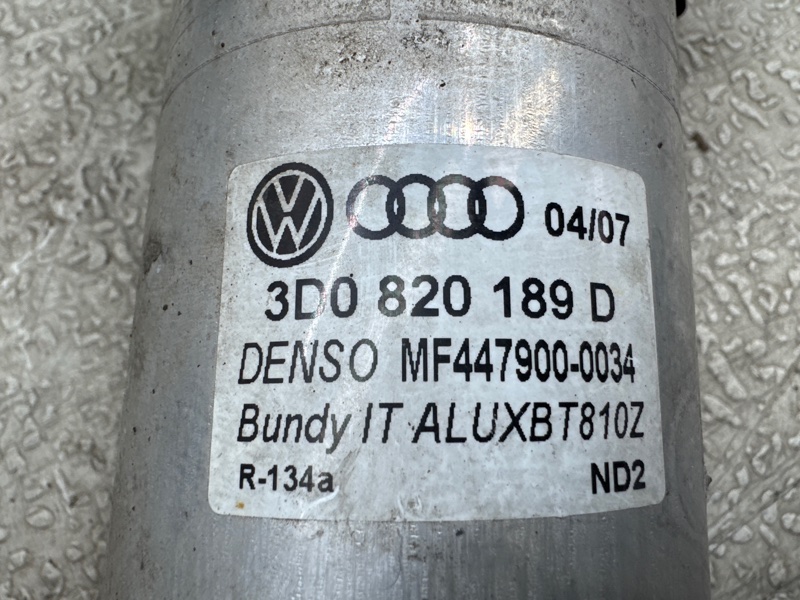 04/07
3D0 820 189 D
DENSO MF447900-0034
Bundy IT ALUXBT810Z
R-134a ND2